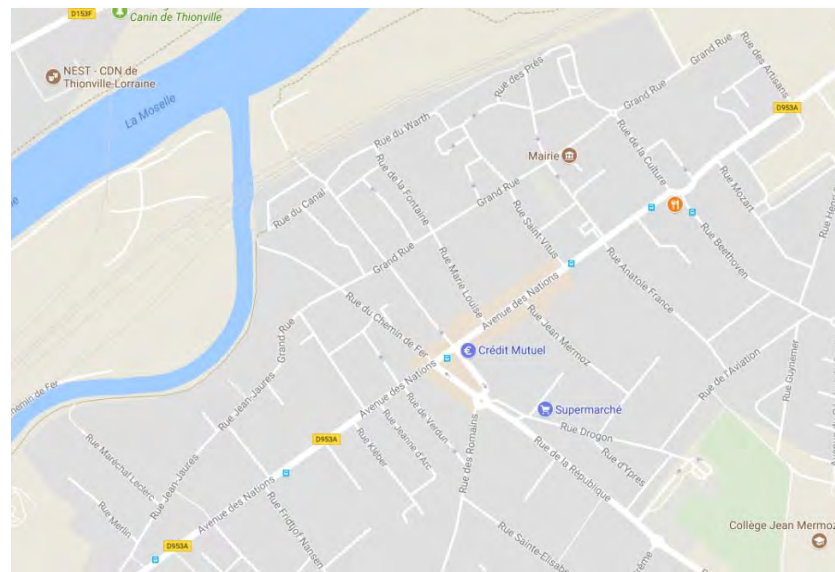 D153F
Canin de Thionville
NEST - CDN de
Thionville-Lorraine
La Moselle
Rue des Prés
Grand Rue
Rue des Artisans
D953A
Rue du Warth
Mairie
Rue de la Culture
Rue Mozart
Rue de la Fontaine
Grand Rue
Rue du Canal
Rue Saint-Vitus
Rue Beethoven
Grand Rue
Rue Marie Louise
Rue Anatole France
Avenue des Nations
Rue du Chemin de Fer
Rue Jean Mermoz
Grand Rue
Crédit Mutuel
Rue de l'Aviation
Rue Guynemer
hemin de Fer
Rue Jean-Jaures
Avenue des Nations
Supermarché
Rue de Verdun
Rue Drogon
Rue Maréchal Leclerc
D953A
Rue Kléber
Rue Jeanne d'Arc
Rue des Romains
Rue d'Ypres
Rue Jean-Jaures
Rue de la République
Rue Merlin
Avenue des Nations
Rue Fridtjof Nansen
Collège Jean Mermoz
D953A
Rue Sainte-Elisabe